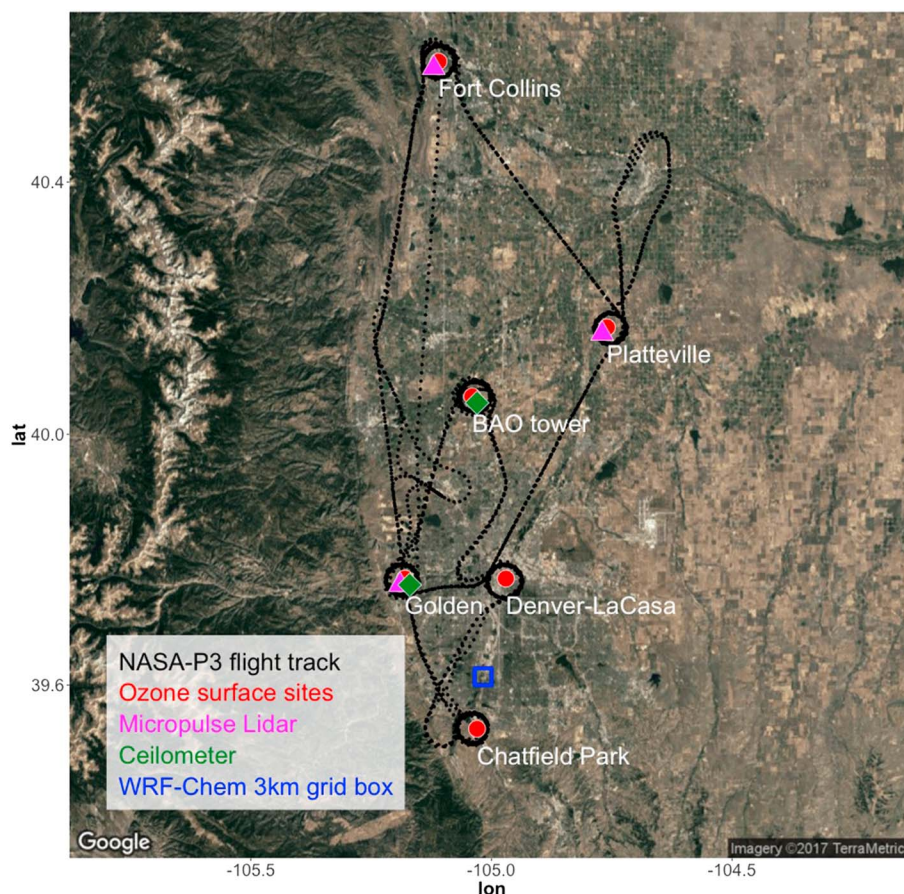 Fort Collins
40.4
Platteville
40.0
BAO tower
lat
Golden
Denver-LaCasa
NASA-P3 flight track
Ozone surface sites
39.6
Micropulse Lidar
Ceilometer
Chatfield Park
WRF-Chem 3km grid box
Google
Imagery ©2017 TerraMetric
-105.5
-105.0
-104.5
lon